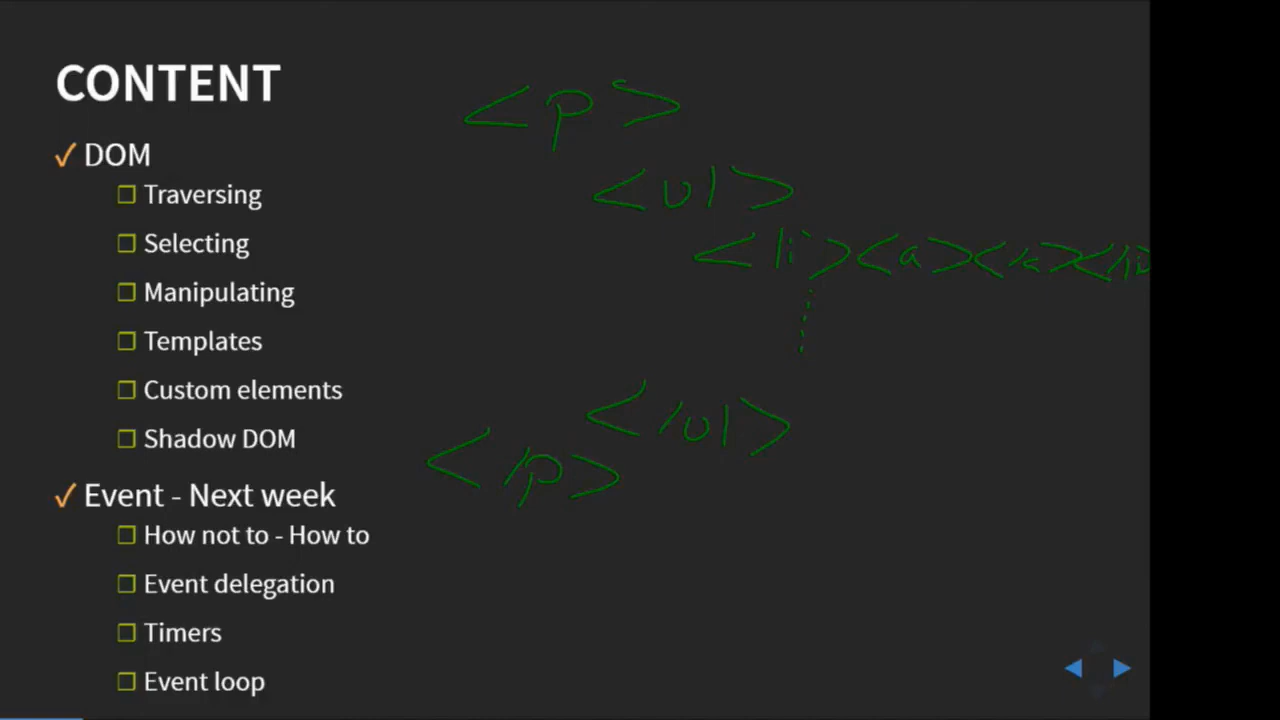 CONTENT
✓ DOM
❒ Traversing
❒ Selecting
❒ Manipulating
❒ Templates
❒ Custom elements
❒ Shadow DOM
✓ Event - Next week
❒ How not to - How to
❒ Event delegation
❒ Timers
❒ Event loop
<p>
<ul>
<li><a></a></li>
</ul>
</p>